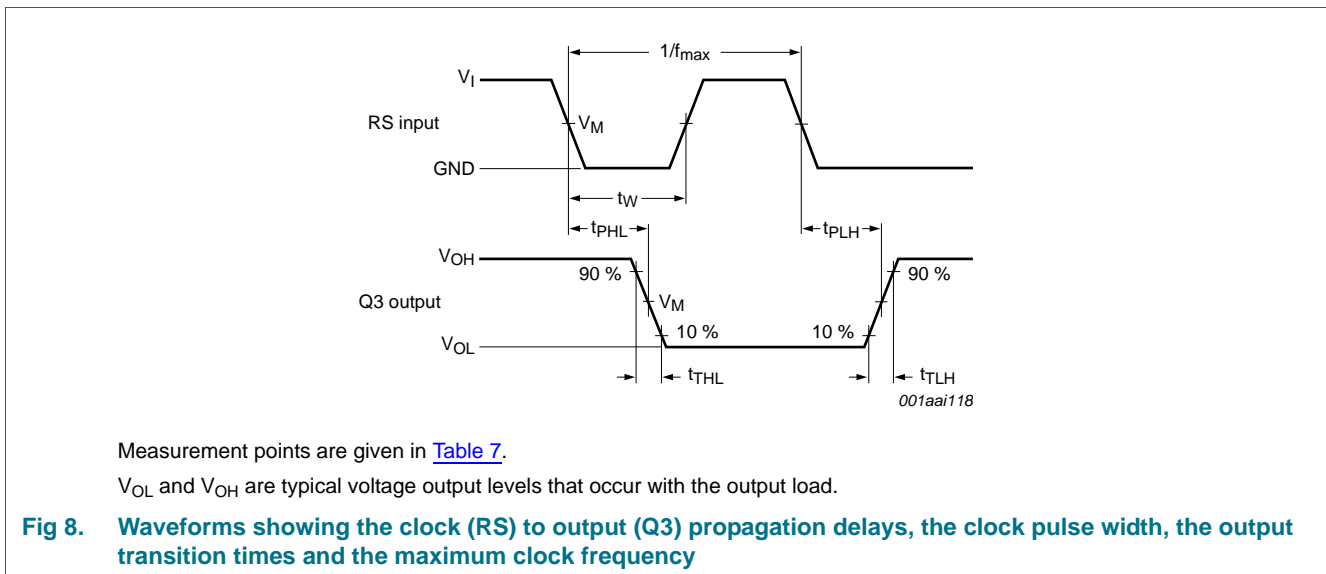 1/fmax
VI
RS input
VM
GND
tW
tPHL
tPLH
VOH
90 %
90 %
Q3 output
VM
10 %
10 %
VOL
tTHL
tTLH
001aai118
Measurement points are given in Table 7.
VOL and VOH are typical voltage output levels that occur with the output load.
Fig 8. Waveforms showing the clock (RS) to output (Q3) propagation delays, the clock pulse width, the output
transition times and the maximum clock frequency